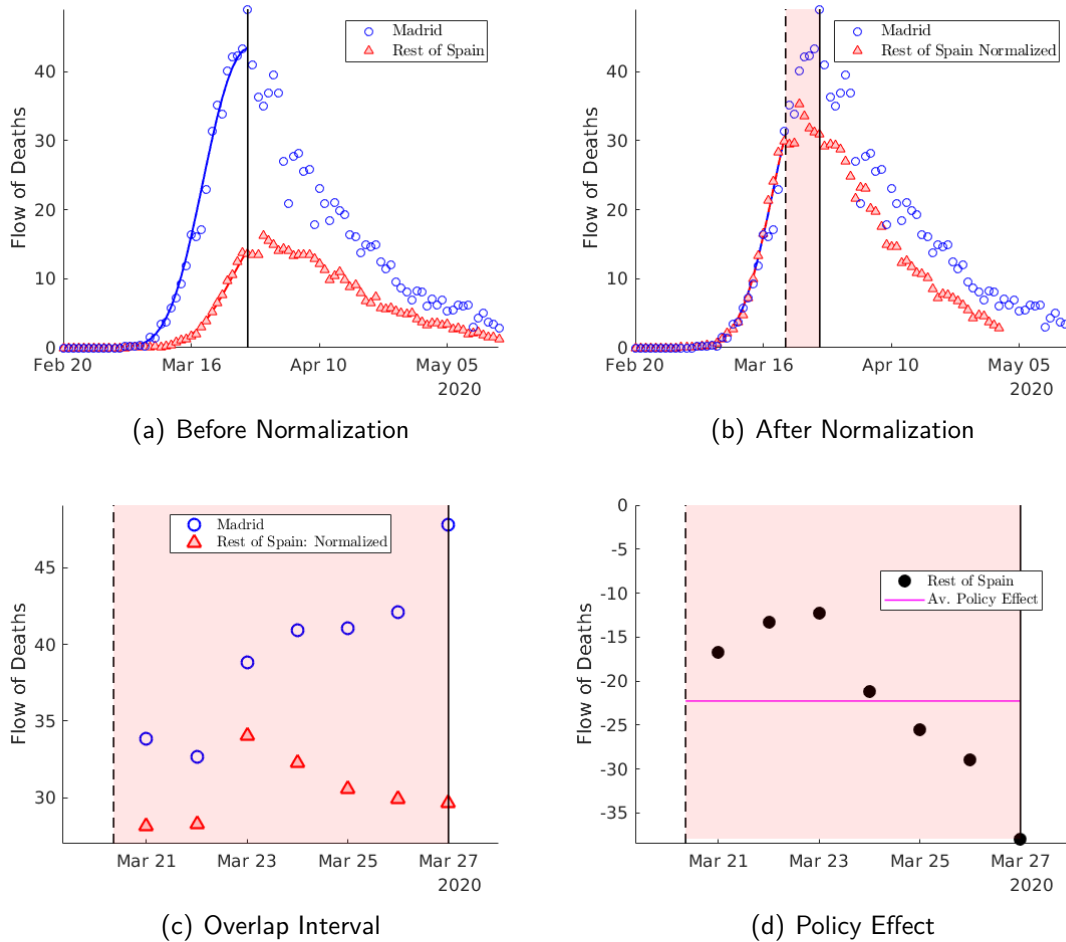 Madrid
Rest of Spain
Flow of Deaths
40
30
20
10
0
Feb 20
Mar 16
Apr 10
May 05
2020
(a) Before Normalization
Madrid
Rest of Spain Normalized
Flow of Deaths
40
30
20
10
0
Feb 20
Mar 16
Apr 10
May 05
2020
(b) After Normalization
Madrid
Rest of Spain: Normalized
Flow of Deaths
45
40
35
30
Mar 21
Mar 23
Mar 25
Mar 27
2020
(c) Overlap Interval
Rest of Spain
Av. Policy Effect
Flow of Deaths
0
-5
-10
-15
-20
-25
-30
-35
Mar 21
Mar 23
Mar 25
Mar 27
2020
(d) Policy Effect